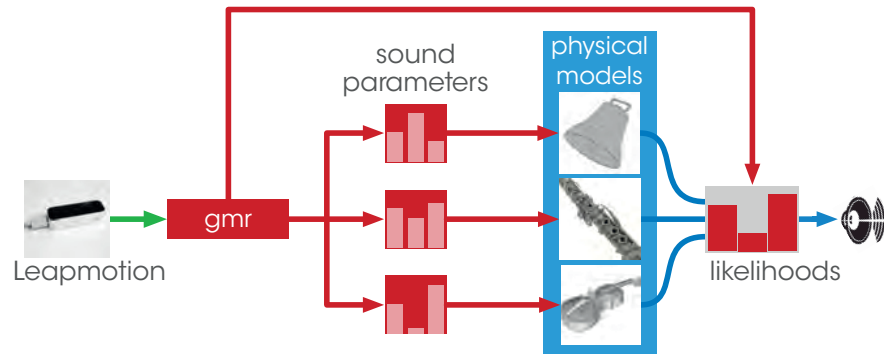 sound
parameters
physical
models
gmr
Leapmotion
likelihoods